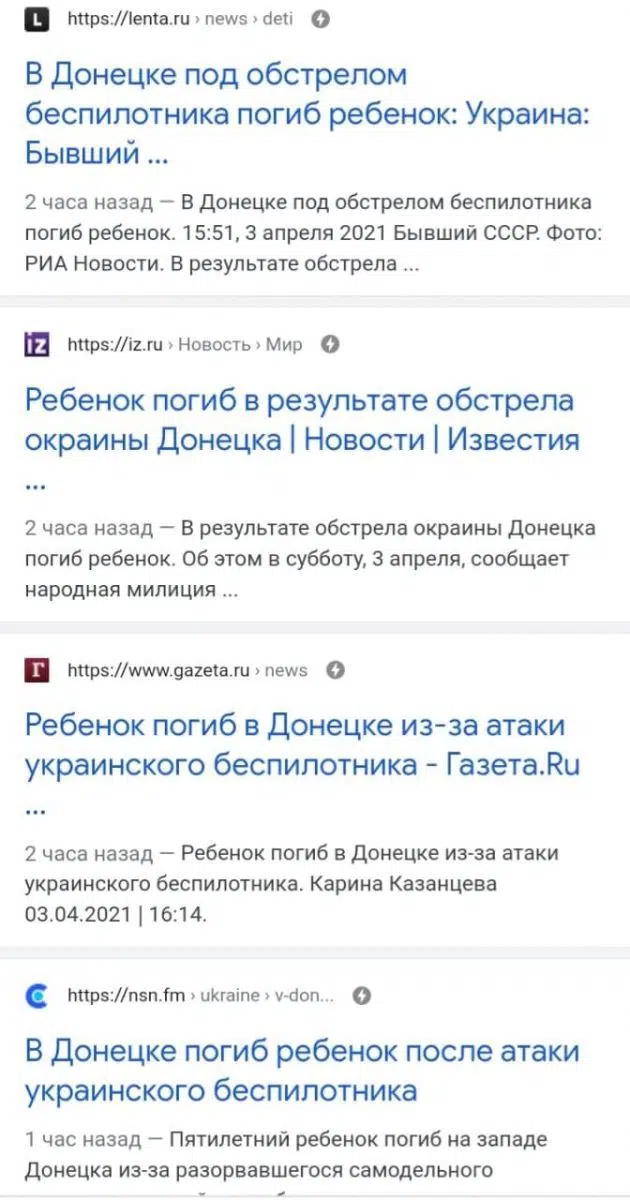 L https://lenta.ru › news › deti
В Донецке под обстрелом
беспилотника погиб ребенок: Украина:
Бывший ...
2 часа назад — В Донецке под обстрелом беспилотника
погиб ребенок. 15:51, 3 апреля 2021 Бывший СССР. Фото:
РИА Новости. В результате обстрела ...
iz https://iz.ru › Новость › Мир
Ребенок погиб в результате обстрела
окраины Донецка | Новости | Известия
...
2 часа назад — В результате обстрела окраины Донецка
погиб ребенок. Об этом в субботу, 3 апреля, сообщает
народная милиция ...
Г https://www.gazeta.ru › news
Ребенок погиб в Донецке из-за атаки
украинского беспилотника - Газета.Ru
...
2 часа назад — Ребенок погиб в Донецке из-за атаки
украинского беспилотника. Карина Казанцева
03.04.2021 | 16:14.
https://nsn.fm › ukraine › v-don...
В Донецке погиб ребенок после атаки
украинского беспилотника
1 час назад — Пятилетний ребенок погиб на западе
Донецка из-за разорвавшегося самодельного